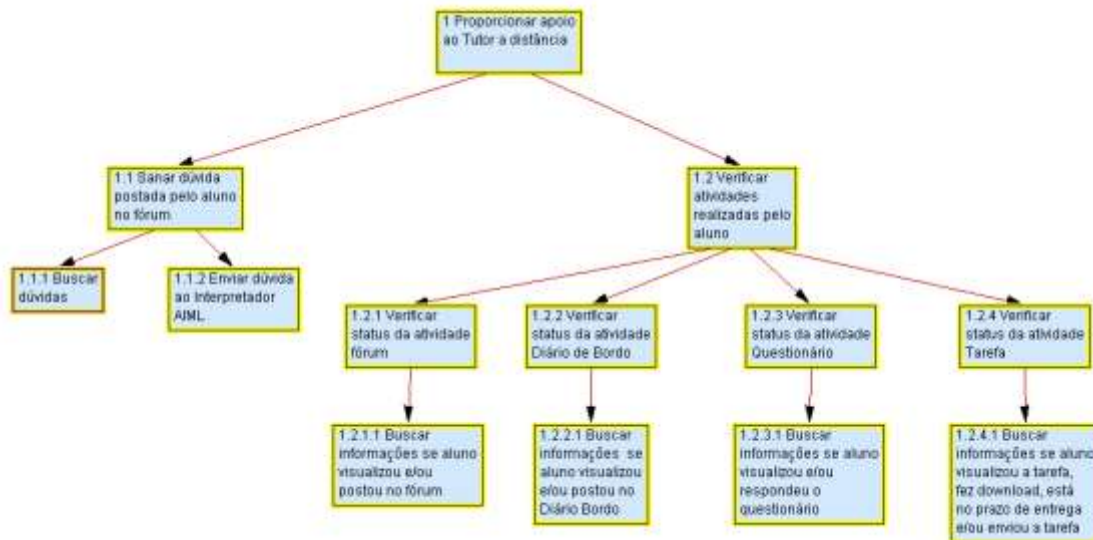 1 Proporcionar apoio
ao Tutor a distância
1.1 Sanar dúvida
postada pelo aluno
no fórum
1.2 Verificar
atividades
realizadas pelo
aluno
1.1.1 Buscar
dúvidas
1.1.2 Enviar dúvida
ao Interpretador
AIML
1.2.1 Verificar
status da atividade
fórum
1.2.2 Verificar
status da atividade
Diário de Bordo
1.2.3 Verificar
status da atividade
Questionário
1.2.4 Verificar
status da atividade
Tarefa
1.2.1.1 Buscar
informações se aluno
visualizou e/ou
postou no fórum
1.2.2.1 Buscar
informações se
aluno visualizou
e/ou postou no
Diário Bordo
1.2.3.1 Buscar
informações se aluno
visualizou e/ou
respondeu o
questionário
1.2.4.1 Buscar
informações se aluno
visualizou a tarefa,
fez download, está
no prazo de entrega
e/ou enviou a tarefa